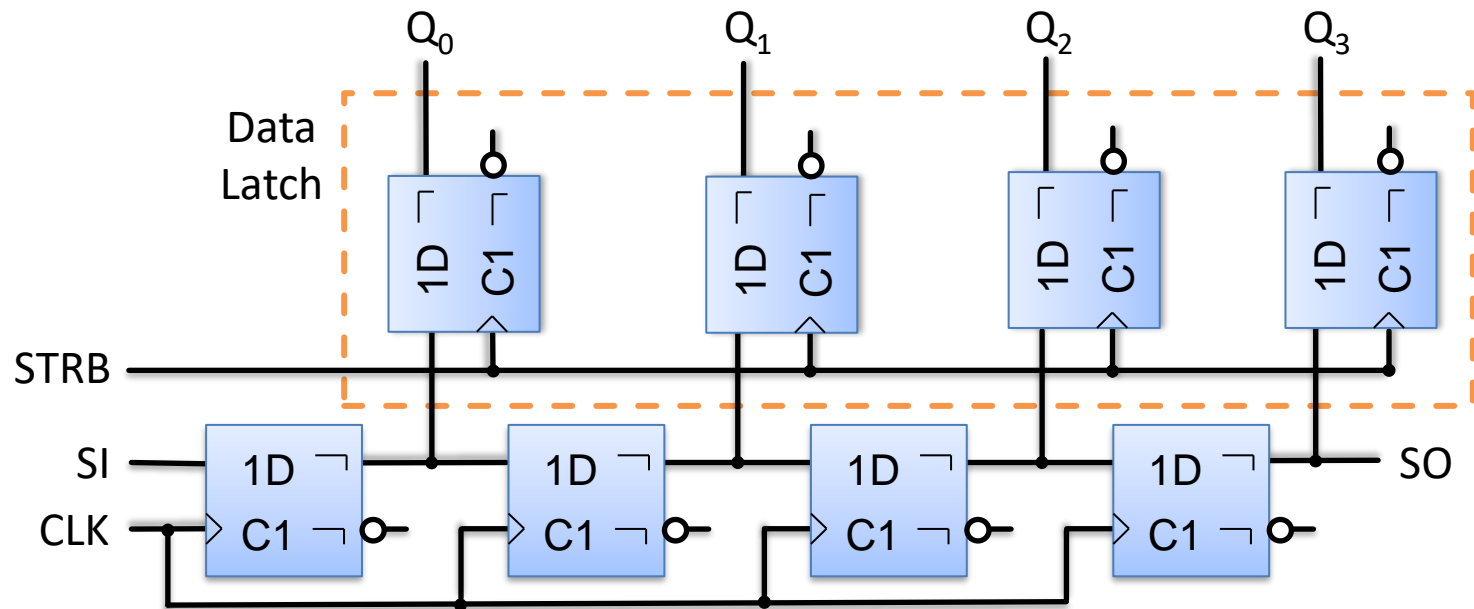 Q0 Q1 Q2 Q3
Data
Latch
1D C1 1D C1 1D C1 1D C1
STRB
SI 1D 1D 1D 1D SO
CLK C1 C1 C1 C1